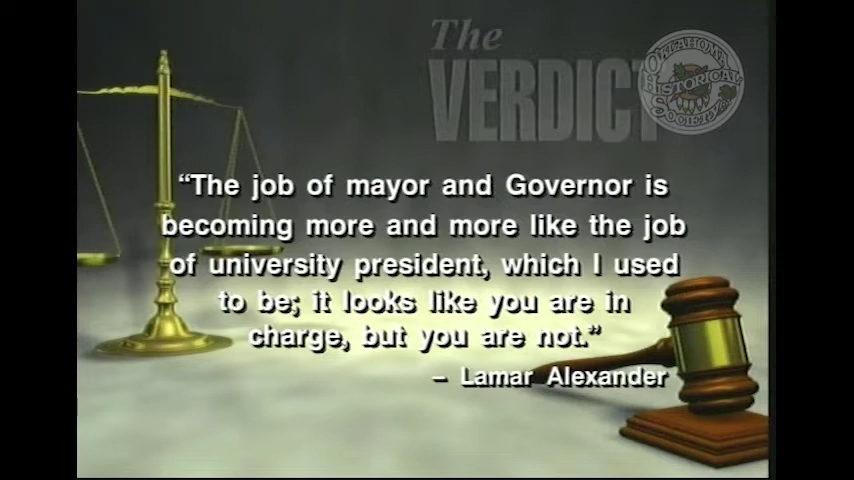 The
VERDICT
OKLAHOMA
HISTORICAL
SOCIETY
“The job of mayor and Governor is
becoming more and more like the job
of university president, which I used
to be; it looks like you are in
charge, but you are not.”
– Lamar Alexander